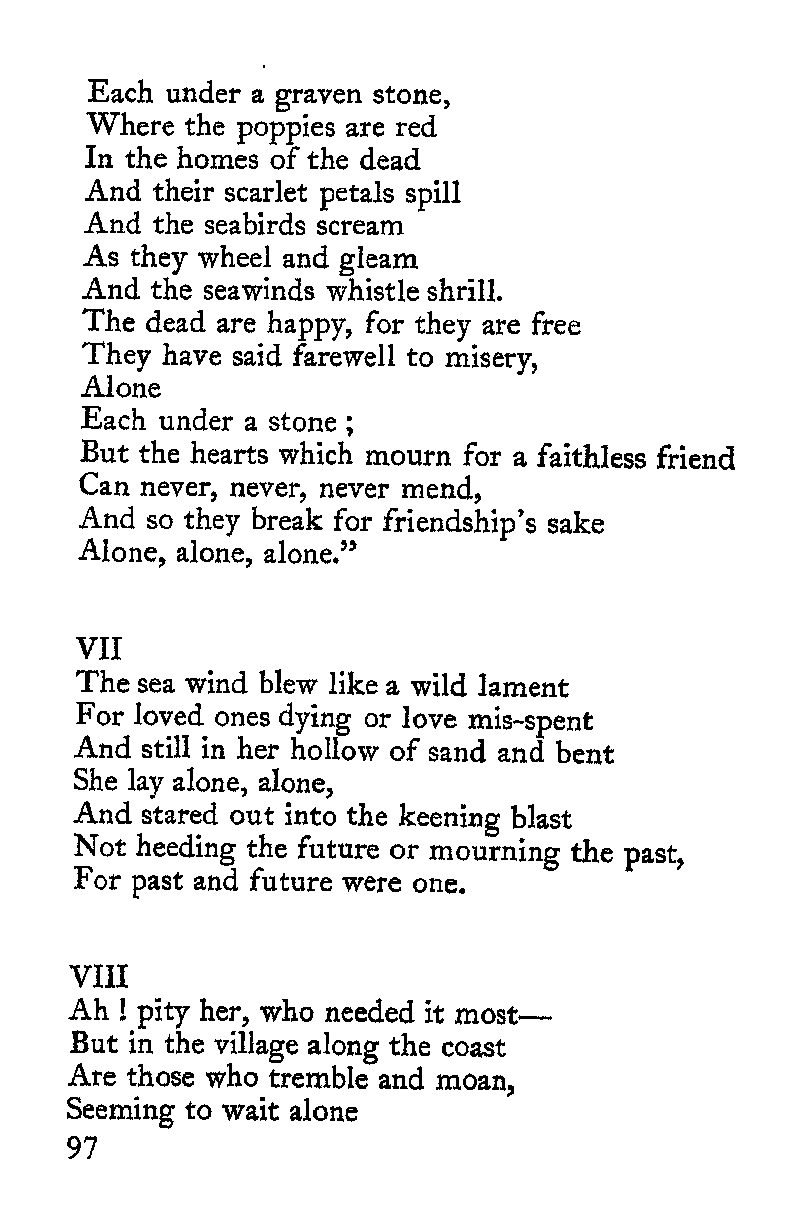 Each under a graven stone,
Where the poppies are red
In the homes of the dead
And their scarlet petals spill
And the seabirds scream
As they wheel and gleam
And the seawinds whistle shrill.
The dead are happy, for they are free
They have said farewell to misery,
Alone
Each under a stone ;
But the hearts which mourn for a faithless friend
Can never, never, never mend,
And so they break for friendship's sake
Alone, alone, alone.”
VII
The sea wind blew like a wild lament
For loved ones dying or love mis-spent
And still in her hollow of sand and bent
She lay alone, alone,
And stared out into the keening blast
Not heeding the future or mourning the past,
For past and future were one.
VIII
Ah ! pity her, who needed it most—
But in the village along the coast
Are those who tremble and moan,
Seeming to wait alone
97